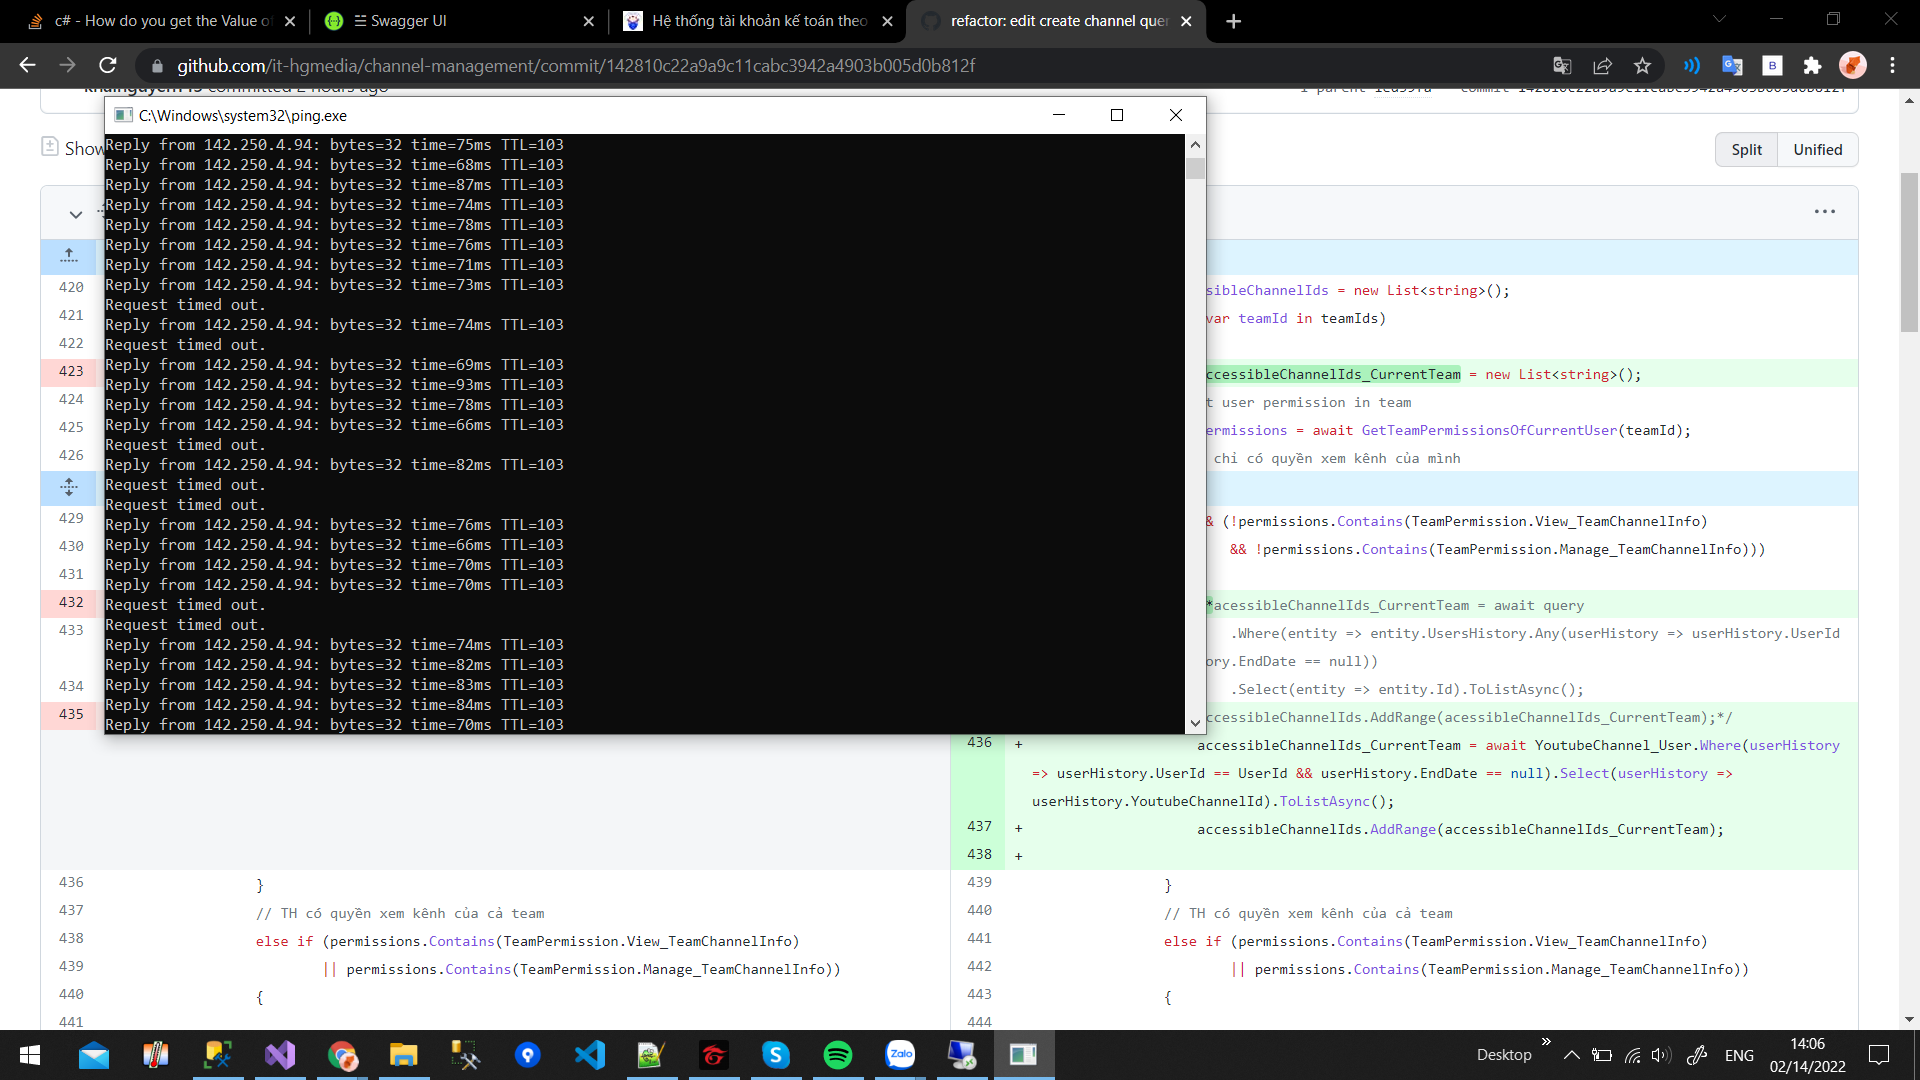 c# - How do you get the Value of
Swagger UI
Hệ thống tài khoản kế toán theo
refactor: edit create channel quer
github.com/it-hgmedia/channel-management/commit/142810c22a9a9c11cabc3942a4903b005d0b812f
C:\Windows\system32\ping.exe
Show
Split
Unified
Reply from 142.250.4.94: bytes=32 time=75ms TTL=103
Reply from 142.250.4.94: bytes=32 time=68ms TTL=103
Reply from 142.250.4.94: bytes=32 time=87ms TTL=103
Reply from 142.250.4.94: bytes=32 time=74ms TTL=103
Reply from 142.250.4.94: bytes=32 time=78ms TTL=103
Reply from 142.250.4.94: bytes=32 time=76ms TTL=103
Reply from 142.250.4.94: bytes=32 time=71ms TTL=103
Reply from 142.250.4.94: bytes=32 time=73ms TTL=103
Request timed out.
Reply from 142.250.4.94: bytes=32 time=74ms TTL=103
Request timed out.
Reply from 142.250.4.94: bytes=32 time=69ms TTL=103
Reply from 142.250.4.94: bytes=32 time=93ms TTL=103
Reply from 142.250.4.94: bytes=32 time=78ms TTL=103
Reply from 142.250.4.94: bytes=32 time=66ms TTL=103
Request timed out.
Reply from 142.250.4.94: bytes=32 time=82ms TTL=103
Request timed out.
Request timed out.
Reply from 142.250.4.94: bytes=32 time=76ms TTL=103
Reply from 142.250.4.94: bytes=32 time=66ms TTL=103
Reply from 142.250.4.94: bytes=32 time=70ms TTL=103
Reply from 142.250.4.94: bytes=32 time=70ms TTL=103
Request timed out.
Request timed out.
Reply from 142.250.4.94: bytes=32 time=74ms TTL=103
Reply from 142.250.4.94: bytes=32 time=82ms TTL=103
Reply from 142.250.4.94: bytes=32 time=83ms TTL=103
Reply from 142.250.4.94: bytes=32 time=84ms TTL=103
Reply from 142.250.4.94: bytes=32 time=70ms TTL=103
420
421
422
423
424
425
426
429
430
431
432
433
434
435
sibleChannelIds = new List<string>();
var teamId in teamIds)
ccessibleChannelIds_CurrentTeam = new List<string>();
t user permission in team
ermissions = await GetTeamPermissionsOfCurrentUser(teamId);
chỉ có quyền xem kênh của mình
& (!permissions.Contains(TeamPermission.View_TeamChannelInfo)
&& !permissions.Contains(TeamPermission.Manage_TeamChannelInfo)))
*acessibleChannelIds_CurrentTeam = await query
.Where(entity => entity.UsersHistory.Any(userHistory => userHistory.UserId
ory.EndDate == null))
.Select(entity => entity.Id).ToListAsync();
ccessibleChannelIds.AddRange(acessibleChannelIds_CurrentTeam);*/
436 + accessibleChannelIds_CurrentTeam = await YoutubeChannel_User.Where(userHistory
=> userHistory.UserId == UserId && userHistory.EndDate == null).Select(userHistory =>
userHistory.YoutubeChannelId).ToListAsync();
437 + accessibleChannelIds.AddRange(accessibleChannelIds_CurrentTeam);
438 +
436 }
437 // TH có quyền xem kênh của cả team
438 else if (permissions.Contains(TeamPermission.View_TeamChannelInfo)
439 || permissions.Contains(TeamPermission.Manage_TeamChannelInfo))
440 {
441
439 }
440 // TH có quyền xem kênh của cả team
441 else if (permissions.Contains(TeamPermission.View_TeamChannelInfo)
442 || permissions.Contains(TeamPermission.Manage_TeamChannelInfo))
443 {
444
Zalo
Desktop
ENG
14:06
02/14/2022